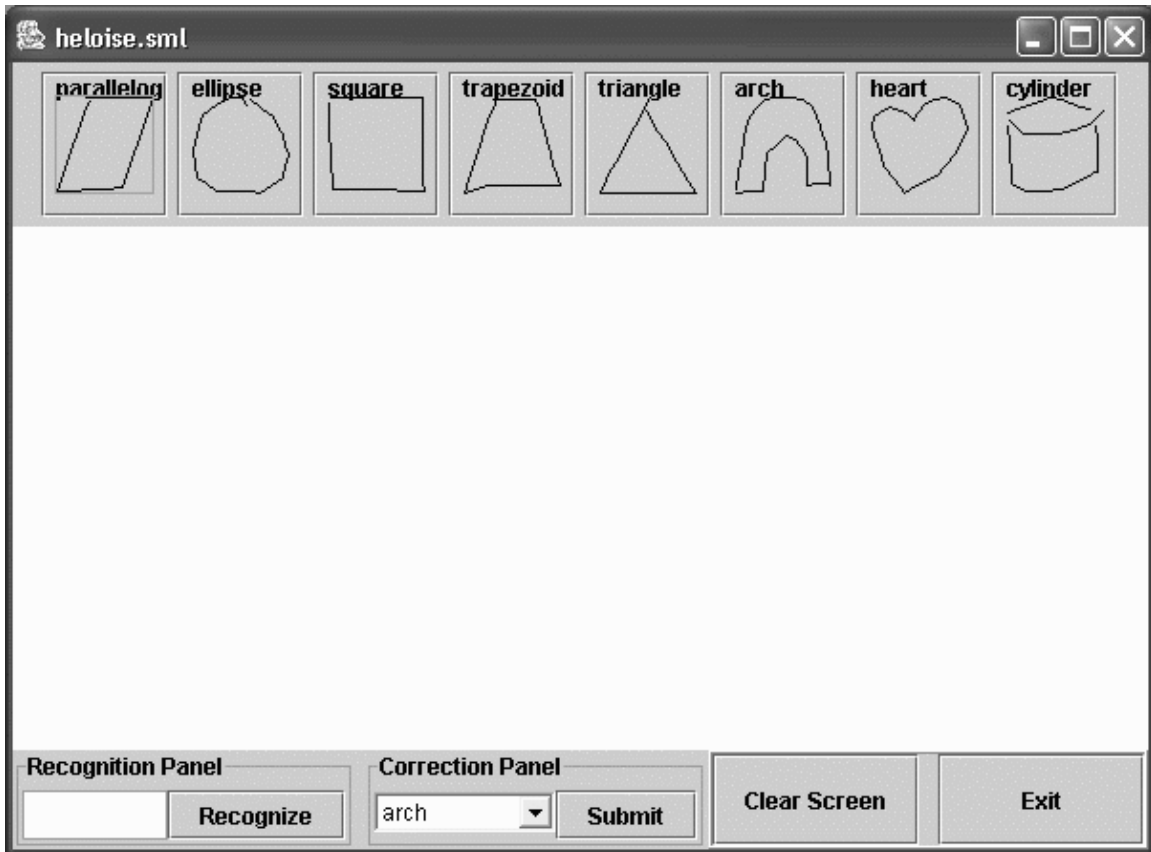 heloise.sml
parallelog ellipse square trapezoid triangle arch heart cylinder
Recognition Panel Correction Panel
Recognize arch Submit Clear Screen Exit